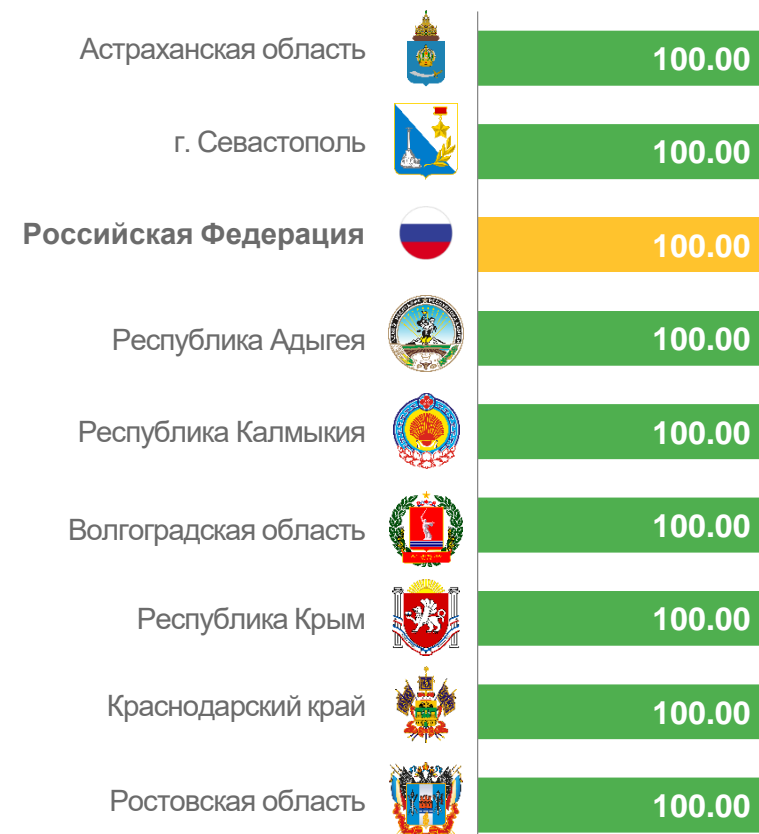 Астраханская область 100.00
г. Севастополь 100.00
Российская Федерация 100.00
Республика Адыгея 100.00
Республика Калмыкия 100.00
Волгоградская область 100.00
Республика Крым 100.00
Краснодарский край 100.00
Ростовская область 100.00